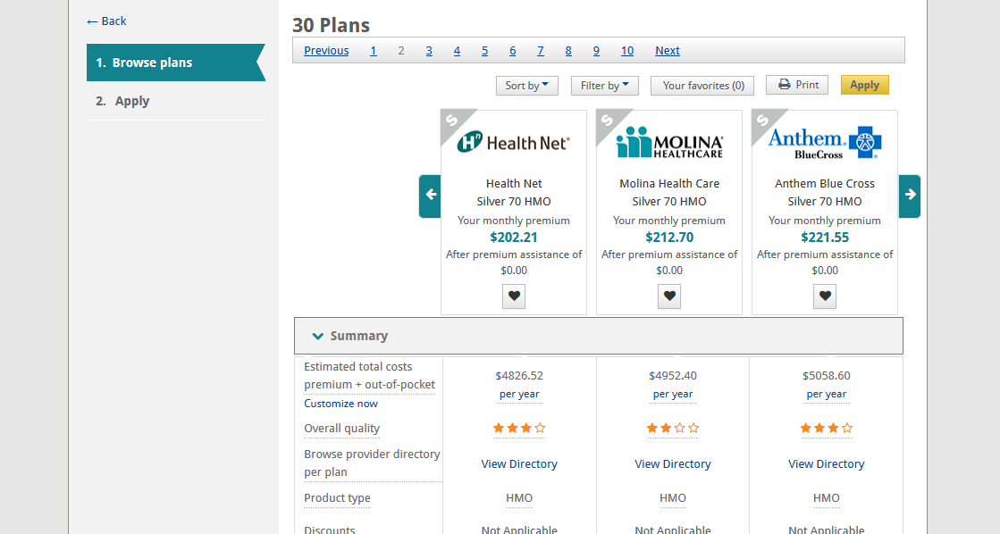 ← Back
1. Browse plans
2. Apply
30 Plans
Previous 1 2 3 4 5 6 7 8 9 10 Next
Sort by Filter by Your favorites (0) Print Apply
S S S
Health Net® MOLINA® HEALTHCARE Anthem. BlueCross
Health Net Molina Health Care Anthem Blue Cross
Silver 70 HMO Silver 70 HMO Silver 70 HMO
Your monthly premium Your monthly premium Your monthly premium
$202.21 $212.70 $221.55
After premium assistance of After premium assistance of After premium assistance of
$0.00 $0.00 $0.00
Summary
Estimated total costs
premium + out-of-pocket $4826.52 $4952.40 $5058.60
Customize now per year per year per year
Overall quality
Browse provider directory
per plan View Directory View Directory View Directory
Product type HMO HMO HMO
Discounts Not Applicable Not Applicable Not Applicable